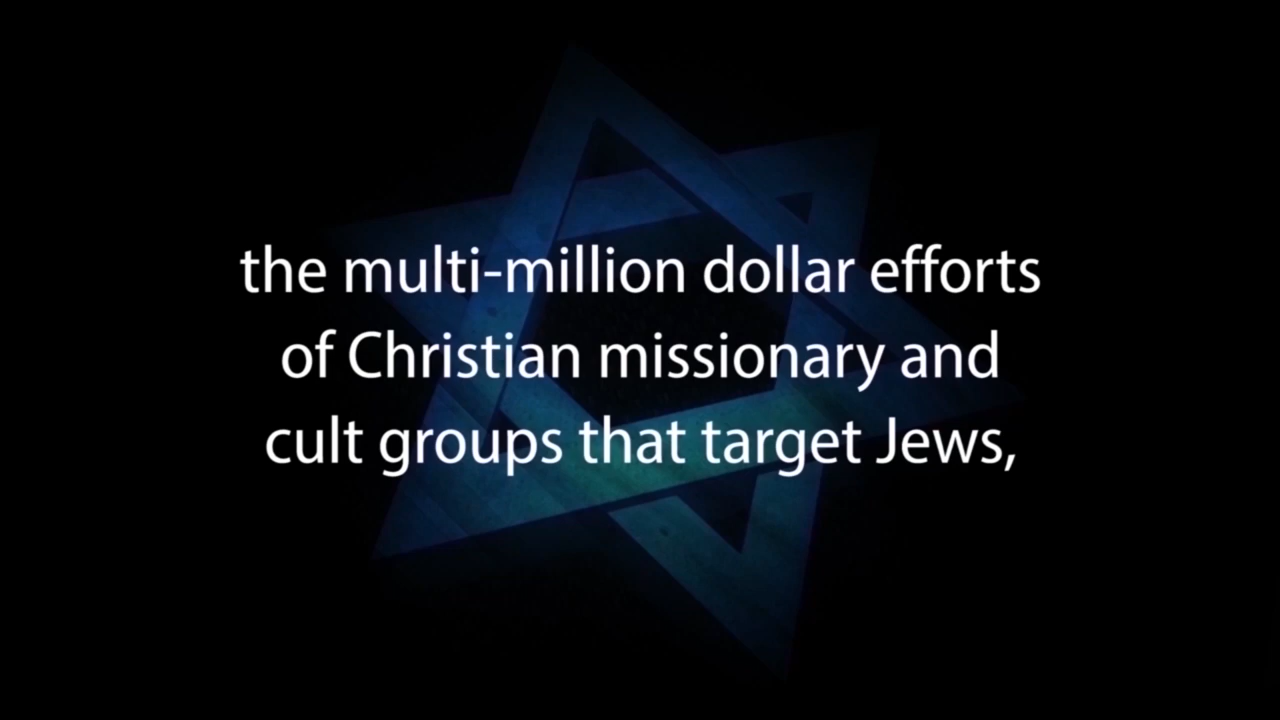 the multi-million dollar efforts
of Christian missionary and
cult groups that target Jews,